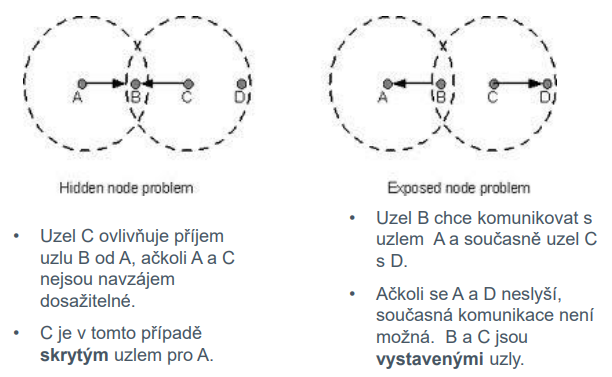 A B C D
A B C D
Hidden node problem
Exposed node problem
• Uzel C ovlivňuje příjem
uzlu B od A, ačkoli A a C
nejsou navzájem
dosažitelné.
• C je v tomto případě
skrytým uzlem pro A.
• Uzel B chce komunikovat s
uzlem A a současně uzel C
s D.
• Ačkoli se A a D neslyší,
současná komunikace není
možná. B a C jsou
vystavenými uzly.